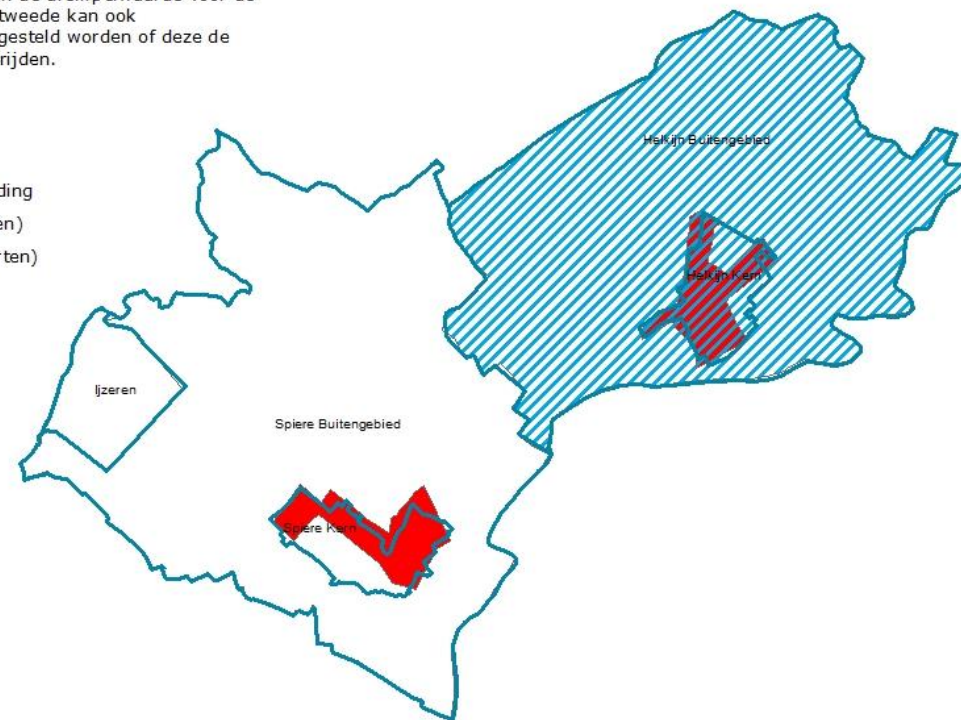 tweede kan ook
gesteld worden of deze de
rijden.
ding
en)
ten)
Helkijn Buitengebied
Helkijn Kern
Ijzeren
Spiere Buitengebied
Spiere Kern